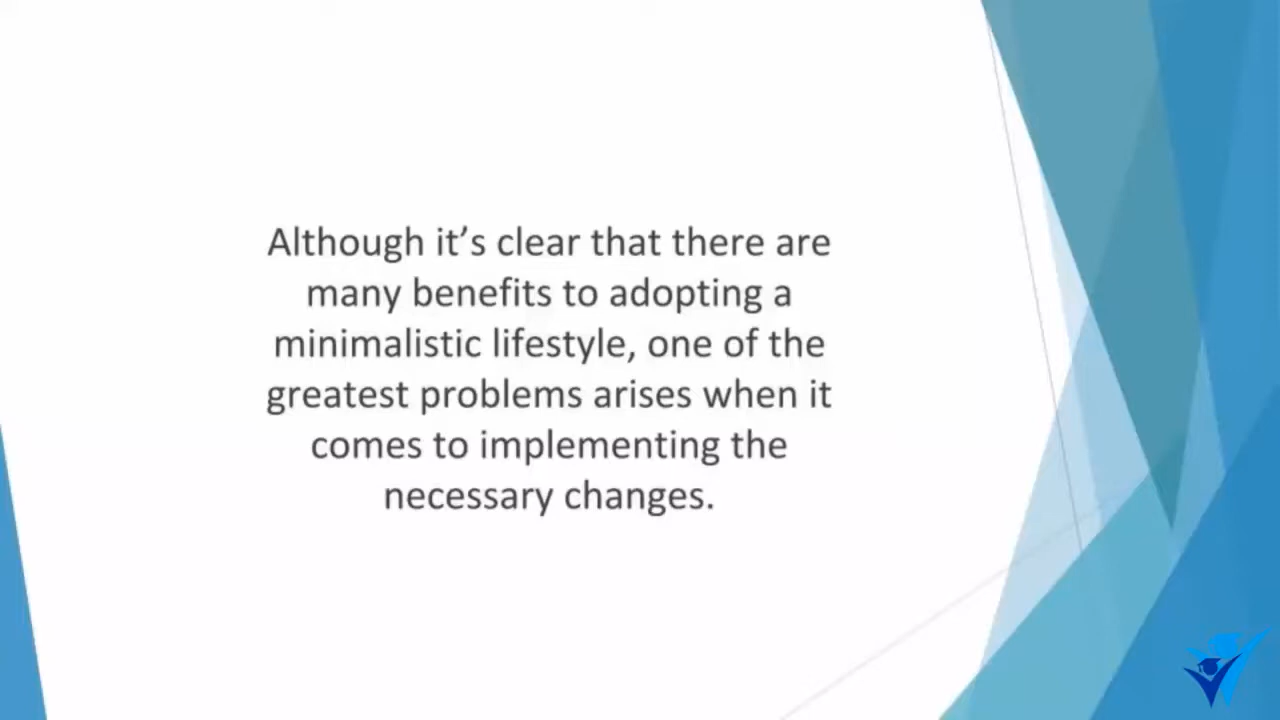 Although it’s clear that there are
many benefits to adopting a
minimalistic lifestyle, one of the
greatest problems arises when it
comes to implementing the
necessary changes.